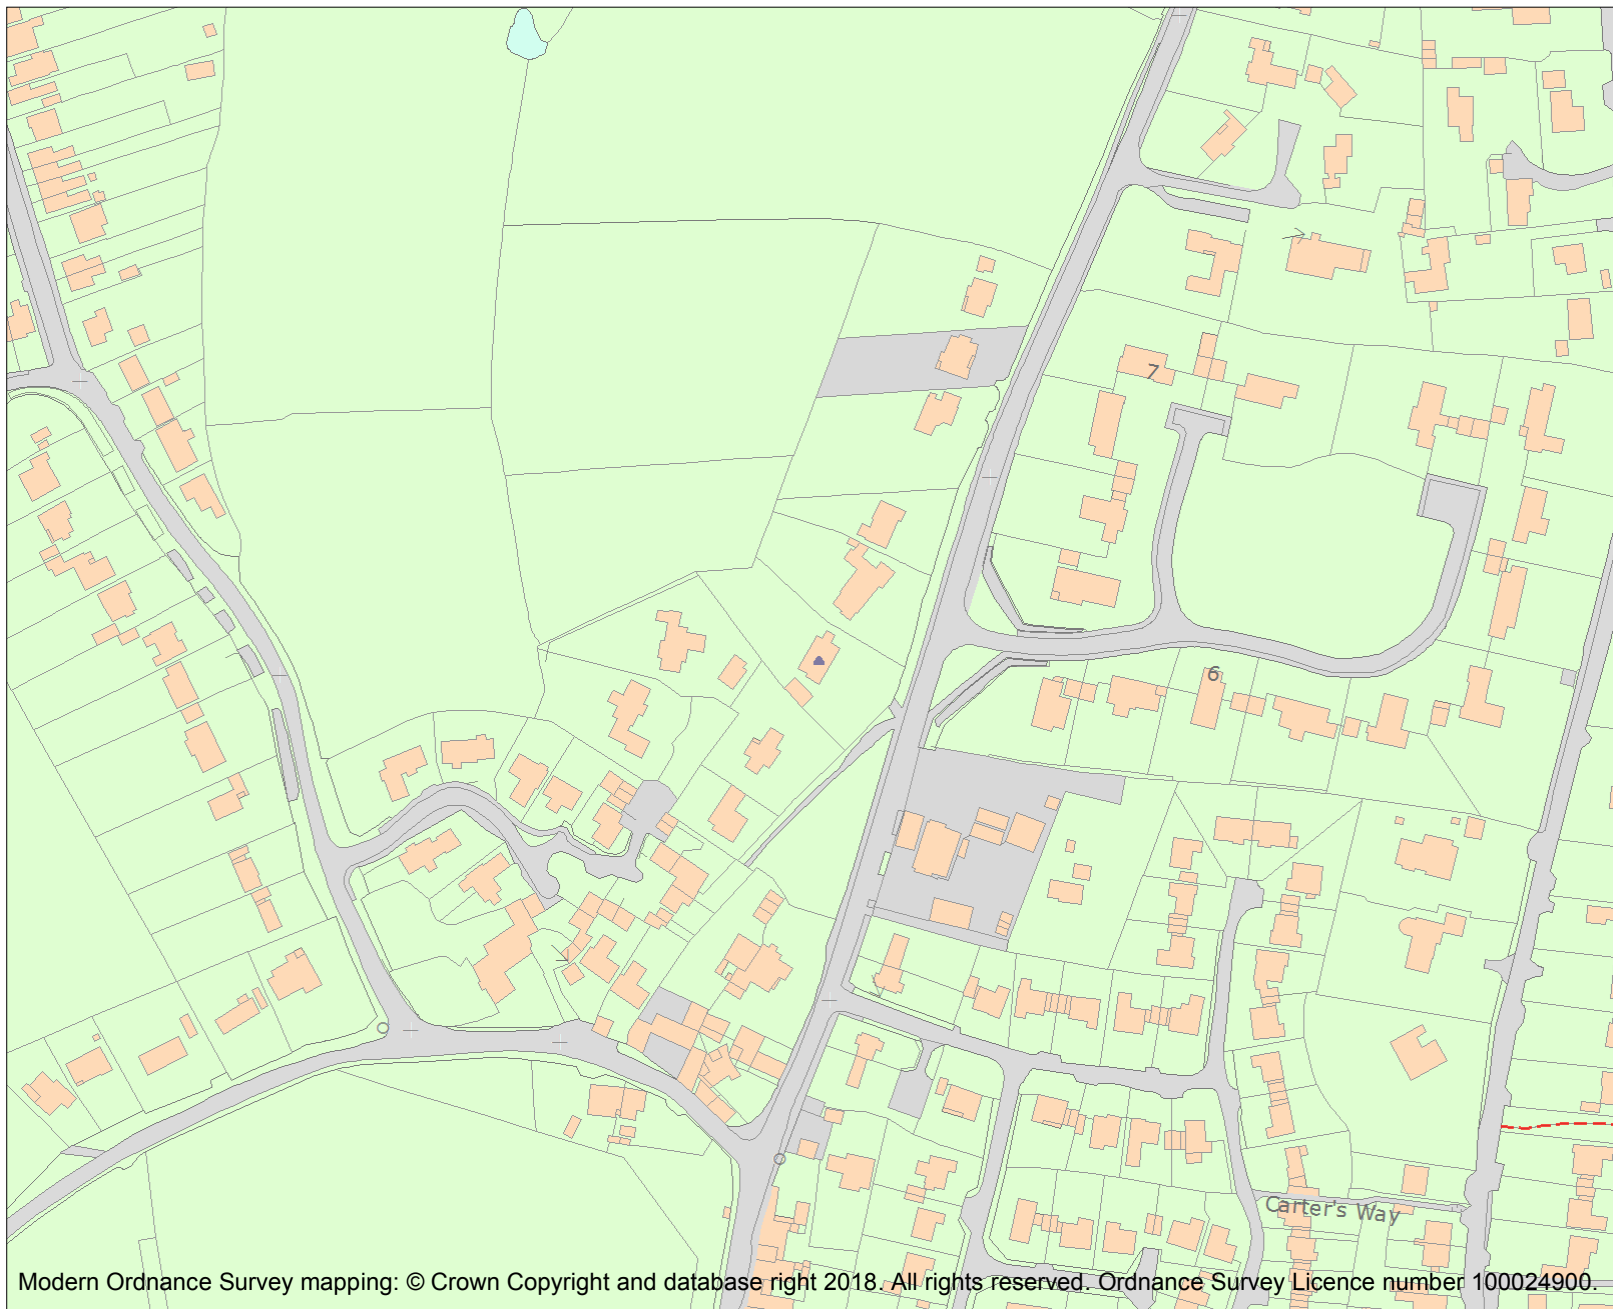 7
6
Carter's Way
Modern Ordnance Survey mapping: © Crown Copyright and database right 2018. All rights reserved. Ordnance Survey Licence number 100024900.